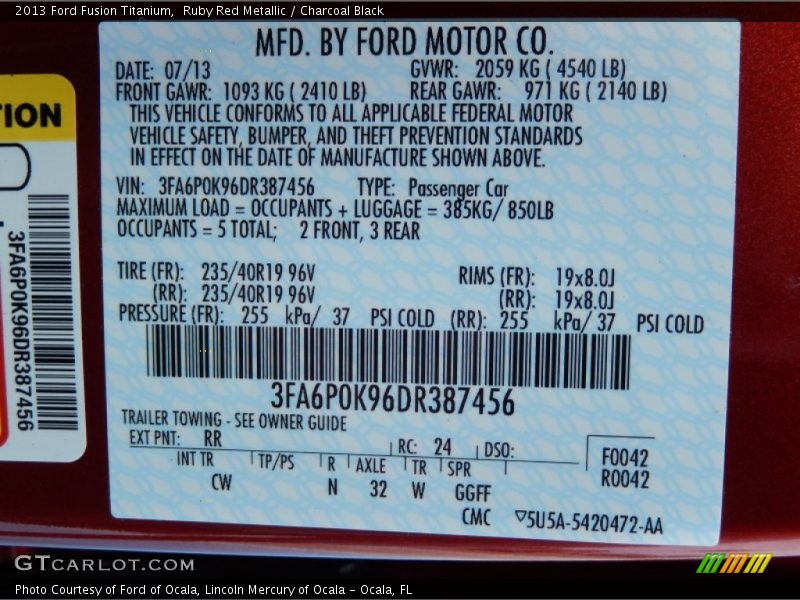 2013 Ford Fusion Titanium,  Ruby Red Metallic / Charcoal Black
MFD. BY FORD MOTOR CO.
DATE: 07/13 GVWR: 2059 KG ( 4540 LB)
FRONT GAWR: 1093 KG ( 2410 LB) REAR GAWR: 971 KG ( 2140 LB)
THIS VEHICLE CONFORMS TO ALL APPLICABLE FEDERAL MOTOR
VEHICLE SAFETY, BUMPER, AND THEFT PREVENTION STANDARDS
IN EFFECT ON THE DATE OF MANUFACTURE SHOWN ABOVE.
VIN: 3FA6P0K96DR387456 TYPE: Passenger Car
MAXIMUM LOAD = OCCUPANTS + LUGGAGE = 385KG/ 850LB
OCCUPANTS = 5 TOTAL; 2 FRONT, 3 REAR
TIRE (FR): 235/40R19 96V RIMS (FR): 19x8.0J
(RR): 235/40R19 96V (RR): 19x8.0J
PRESSURE (FR): 255 kPa/ 37 PSI COLD (RR): 255 kPa/ 37 PSI COLD
3FA6P0K96DR387456
TRAILER TOWING - SEE OWNER GUIDE
EXT PNT: RR RC: 24 DSO: F0042
INT TR TP/PS R AXLE TR SPR R0042
CW N 32 W GGFF
CMC 5U5A-5420472-AA
TION
3FA6P0K96DR387456
GTCARLOT.COM
Photo Courtesy of Ford of Ocala, Lincoln Mercury of Ocala - Ocala, FL